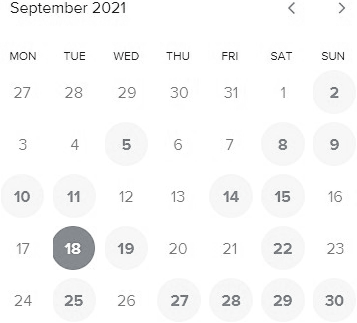 September 2021
MON TUE WED THU FRI SAT SUN
27 28 29 30 31 1 2
3 4 5 6 7 8 9
10 11 12 13 14 15 16
17 18 19 20 21 22 23
24 25 26 27 28 29 30